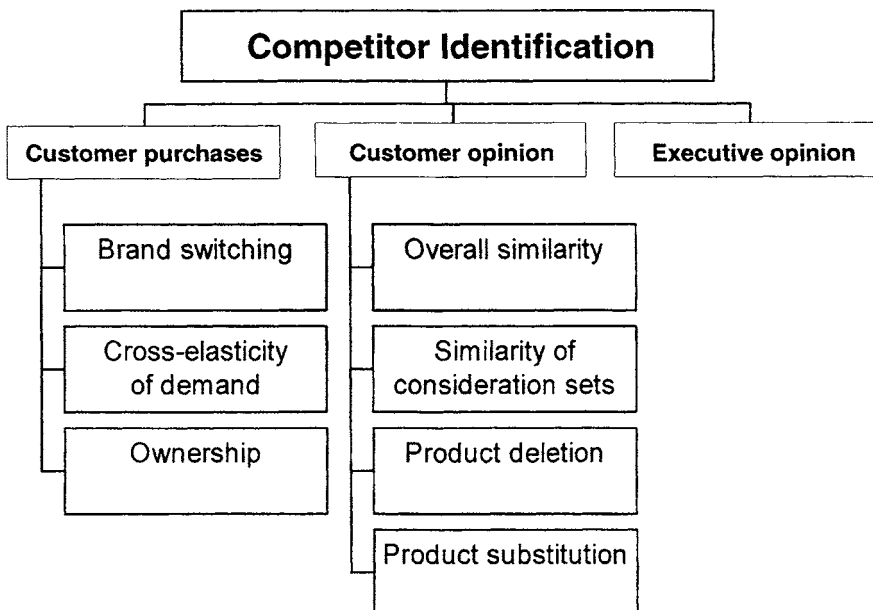 Competitor Identification
Customer purchases
Customer opinion
Executive opinion
Brand switching
Cross-elasticity
of demand
Ownership
Overall similarity
Similarity of
consideration sets
Product deletion
Product substitution